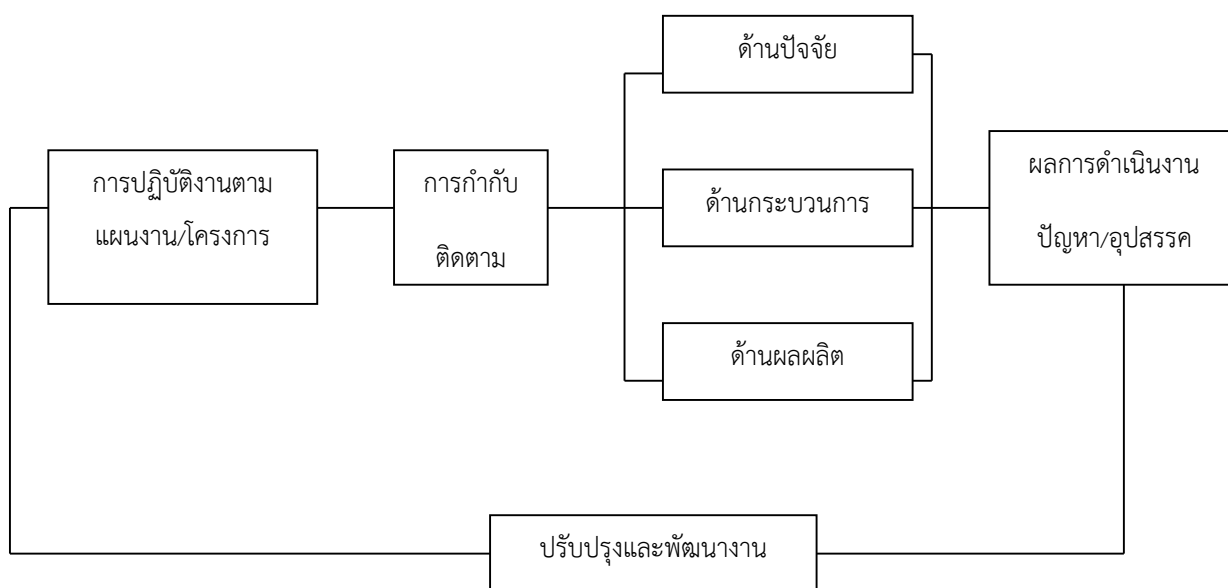 ด้านปัจจัย
การปฏิบัติงานตาม
แผนงาน/โครงการ
การกำกับ
ติดตาม
ด้านกระบวนการ
ด้านผลผลิต
ผลการดำเนินงาน
ปัญหา/อุปสรรค
ปรับปรุงและพัฒนางาน